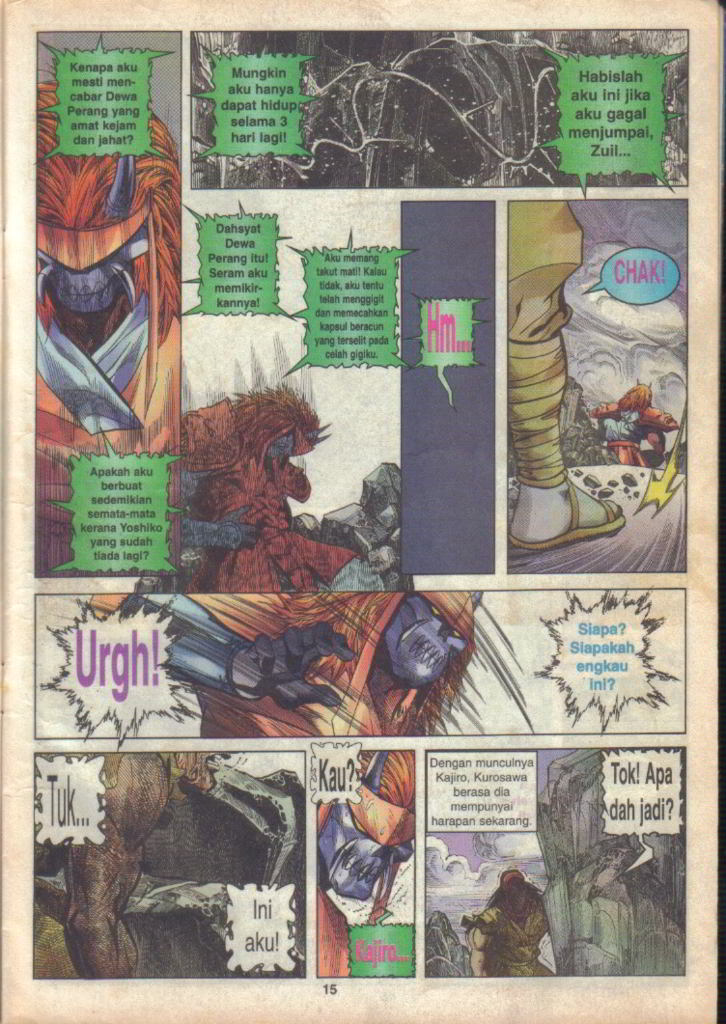 Kenapa aku
mesti men-
cabar Dewa
Perang yang
amat kejam
dan jahat?
Mungkin
aku hanya
dapat hidup
selama 3
hari lagi!
Habislah
aku ini jika
aku gagal
menjumpai,
Zuil...
Dahsyat
Dewa
Perang itu!
Seram aku
memikir-
kannya!
Aku memang
takut mati! Kalau
tidak, aku tentu
telah menggigit
dan memecahkan
kapsul beracun
yang terselit pada
celah gigiku.
Hm...
CHAK!
Apakah aku
berbuat
sedemikian
semata-mata
kerana Yoshiko
yang sudah
tiada lagi?
Urgh!
Siapa?
Siapakah
engkau
ini?
Tuk...
Ini
aku!
Kau?
Kajiro....
Dengan munculnya
Kajiro, Kurosawa
berasa dia
mempunyai
harapan sekarang.
Tok! Apa
dah jadi?
15